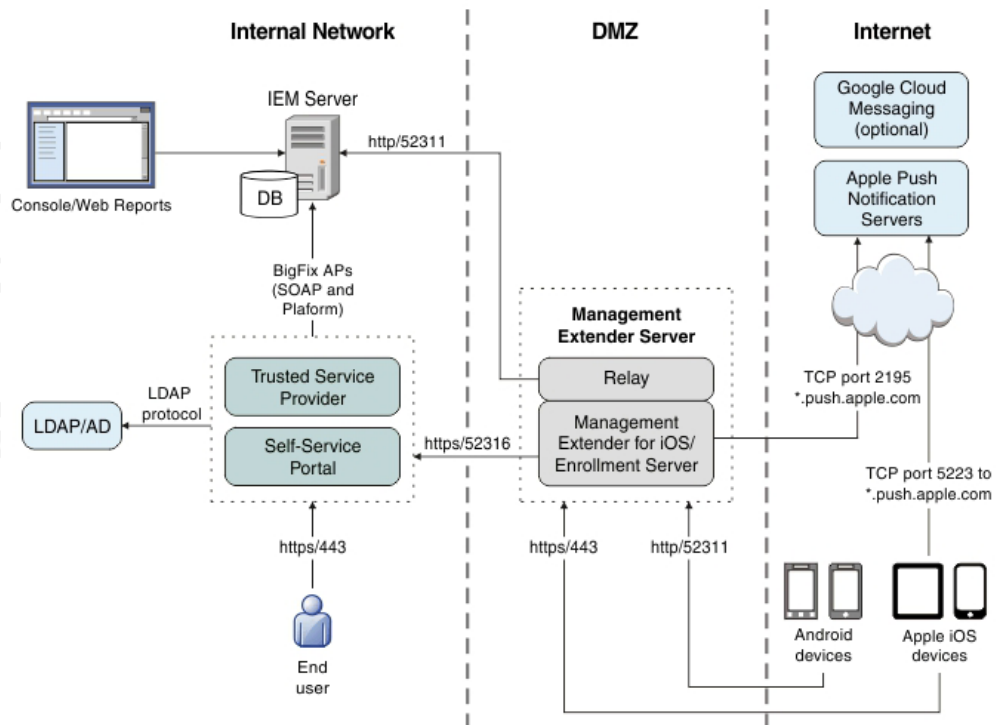 Internal Network
DMZ
Internet
IEM Server
DB
Console/Web Reports
http/52311
Google Cloud
Messaging
(optional)
Apple Push
Notification
Servers
BigFix APs
(SOAP and
Plaform)
Management
Extender Server
Relay
Management
Extender for iOS/
Enrollment Server
Trusted Service
Provider
Self-Service
Portal
LDAP
protocol
LDAP/AD
https/52316
TCP port 2195
*.push.apple.com
TCP port 5223 to
*.push.apple.com
https/443
https/443
http/52311
End
user
Android
devices
Apple iOS
devices